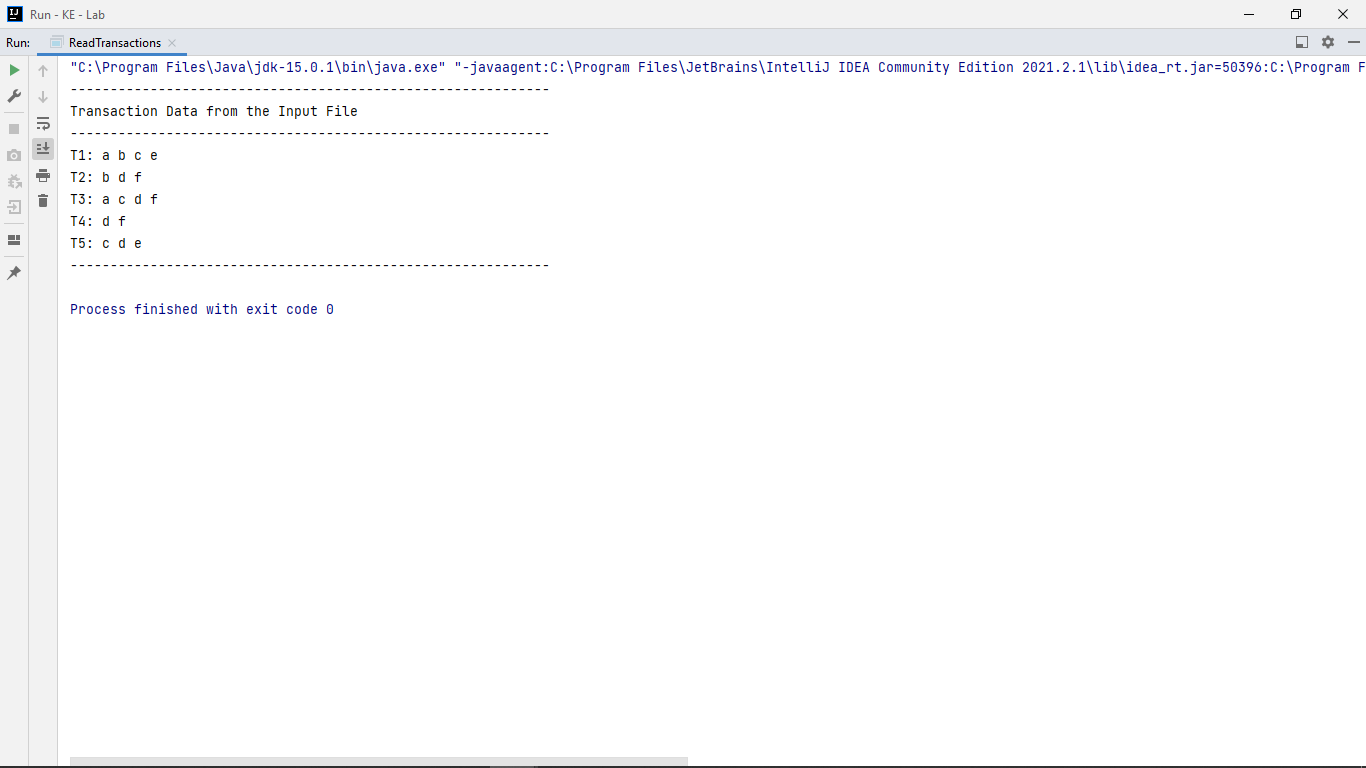 Run - KE - Lab
Run: ReadTransactions
"C:\Program Files\Java\jdk-15.0.1\bin\java.exe" "-javaagent:C:\Program Files\JetBrains\IntelliJ IDEA Community Edition 2021.2.1\lib\idea_rt.jar=50396:C:\Program F
------------------------------------------------------------
Transaction Data from the Input File
------------------------------------------------------------
T1: a b c e
T2: b d f
T3: a c d f
T4: d f
T5: c d e
------------------------------------------------------------
Process finished with exit code 0